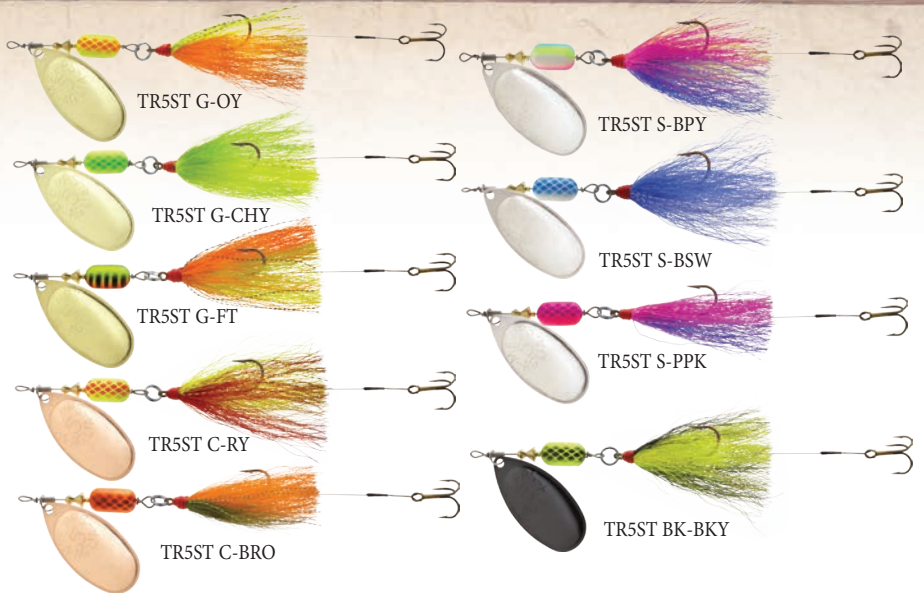 TR5ST G-OY
TR5ST G-CHY
TR5ST G-FT
TR5ST C-RY
TR5ST C-BRO
TR5ST S-BPY
TR5ST S-BSW
TR5ST S-PPK
TR5ST BK-BKY